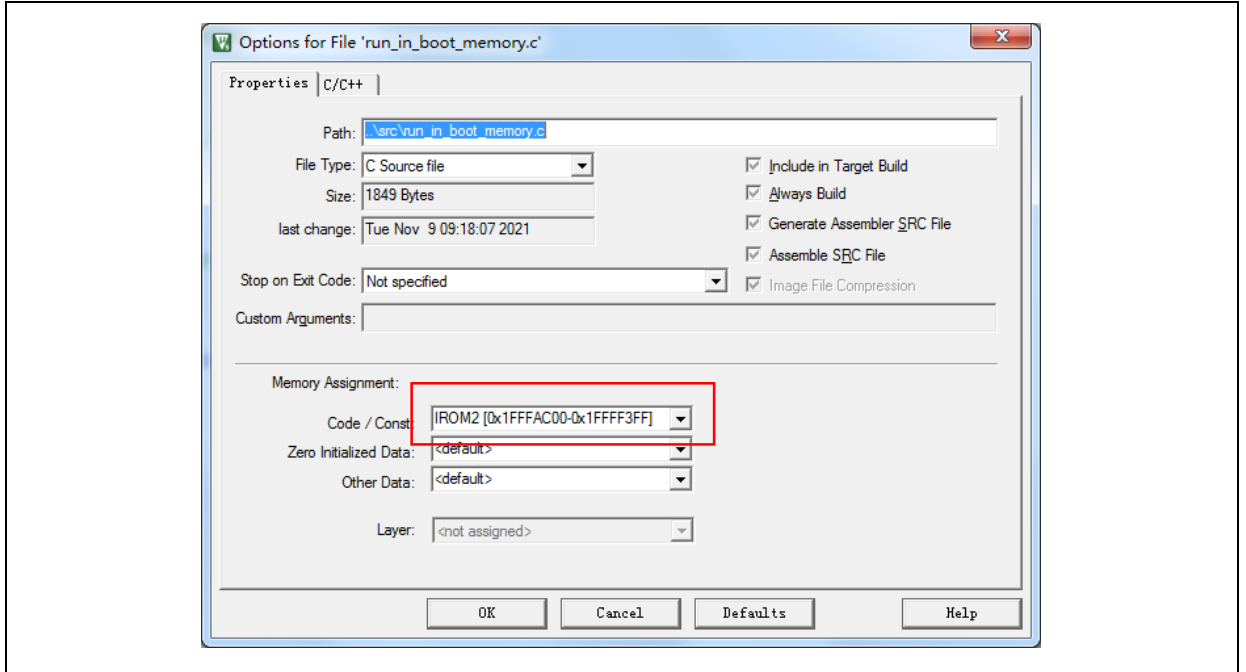 Options for File 'run_in_boot_memory.c'
Properties C/C++
Path: ..\src\run_in_boot_memory.c
File Type: C Source file
Include in Target Build
Size: 1849 Bytes
Always Build
last change: Tue Nov 9 09:18:07 2021
Generate Assembler SRC File
Assemble SRC File
Stop on Exit Code: Not specified
Image File Compression
Custom Arguments:
Memory Assignment:
Code / Const: IROM2 [0x1FFFAC00-0x1FFFF3FF]
Zero Initialized Data: <default>
Other Data: <default>
Layer: <not assigned>
OK Cancel Defaults Help